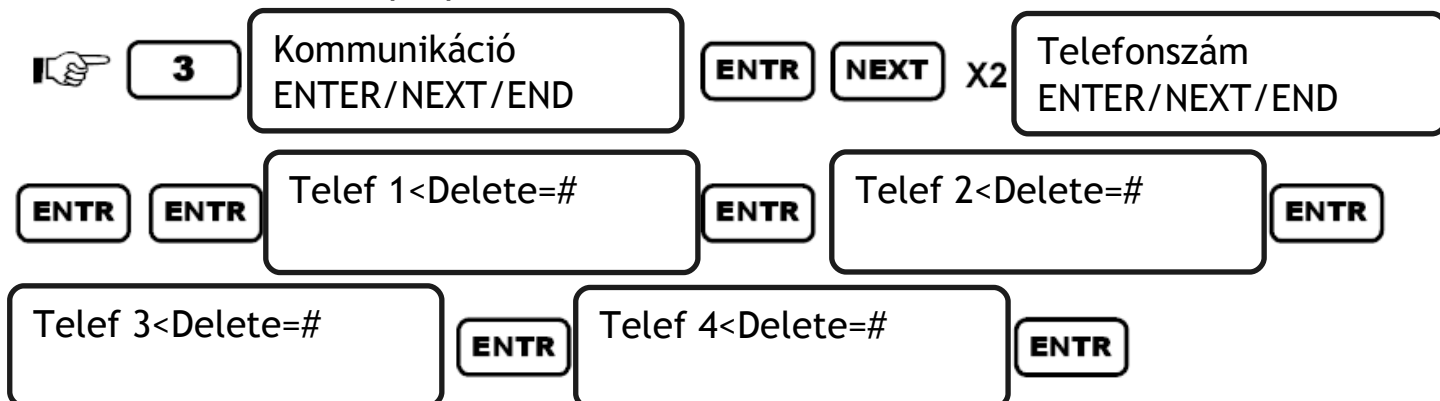 3 Kommunikáció ENTR NEXT X2 Telefonszám
ENTER/NEXT/END ENTER/NEXT/END
ENTR ENTR Telef 1<Delete=# ENTR Telef 2<Delete=# ENTR
Telef 3<Delete=# ENTR Telef 4<Delete=# ENTR